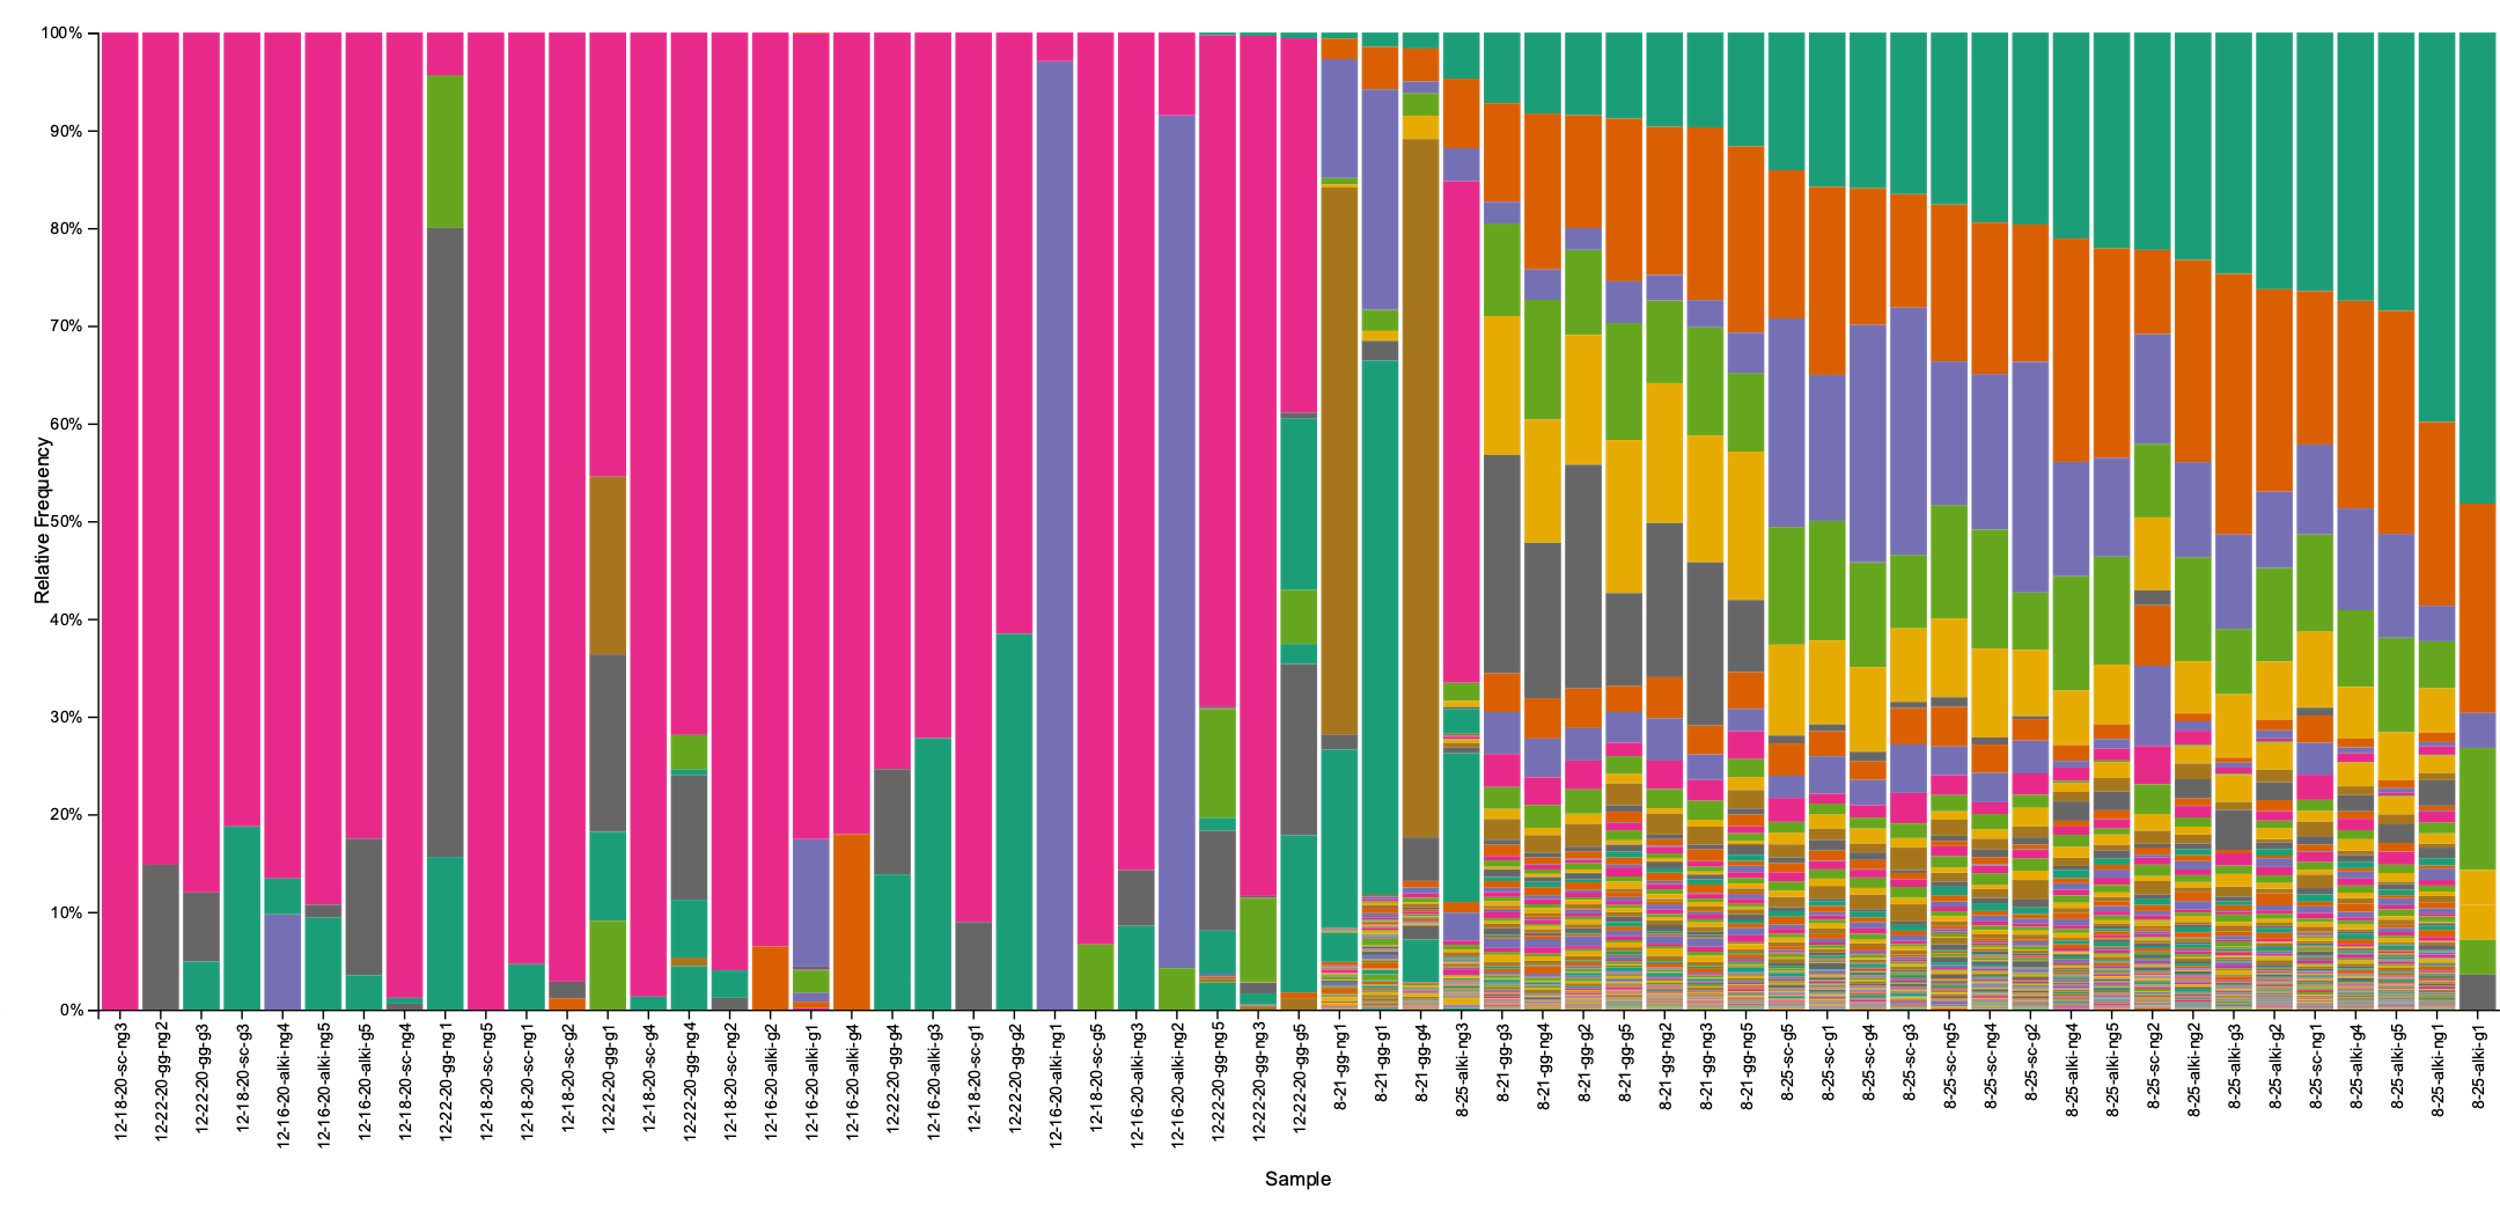 100%
90%
80%
70%
60%
50%
40%
30%
20%
10%
0%
Relative Frequency
12-18-20-sc-ng3
12-22-20-gg-ng2
12-22-20-gg-g3
12-18-20-sc-g3
12-16-20-alki-ng4
12-16-20-alki-ng5
12-16-20-alki-g5
12-18-20-sc-ng4
12-22-20-gg-ng1
12-18-20-sc-ng5
12-18-20-sc-ng1
12-18-20-sc-g2
12-22-20-gg-g1
12-18-20-sc-g4
12-22-20-gg-ng4
12-18-20-sc-ng2
12-16-20-alki-g2
12-16-20-alki-g1
12-16-20-alki-g4
12-22-20-gg-g4
12-16-20-alki-g3
12-18-20-sc-g1
12-22-20-gg-g2
12-16-20-alki-ng1
12-18-20-sc-g5
12-16-20-alki-ng3
12-16-20-alki-ng2
12-22-20-gg-ng5
12-22-20-gg-ng3
12-22-20-gg-g5
8-21-gg-ng1
8-21-gg-g1
8-21-gg-g4
8-25-alki-ng3
8-21-gg-g3
8-21-gg-ng4
8-21-gg-g2
8-21-gg-g5
8-21-gg-ng2
8-21-gg-ng3
8-21-gg-ng5
8-25-sc-g5
8-25-sc-g1
8-25-sc-g4
8-25-sc-g3
8-25-sc-ng5
8-25-sc-ng4
8-25-sc-g2
8-25-alki-ng4
8-25-alki-ng5
8-25-sc-ng2
8-25-alki-ng2
8-25-alki-g3
8-25-alki-g2
8-25-sc-ng1
8-25-alki-g4
8-25-alki-g5
8-25-alki-ng1
8-25-alki-g1
Sample